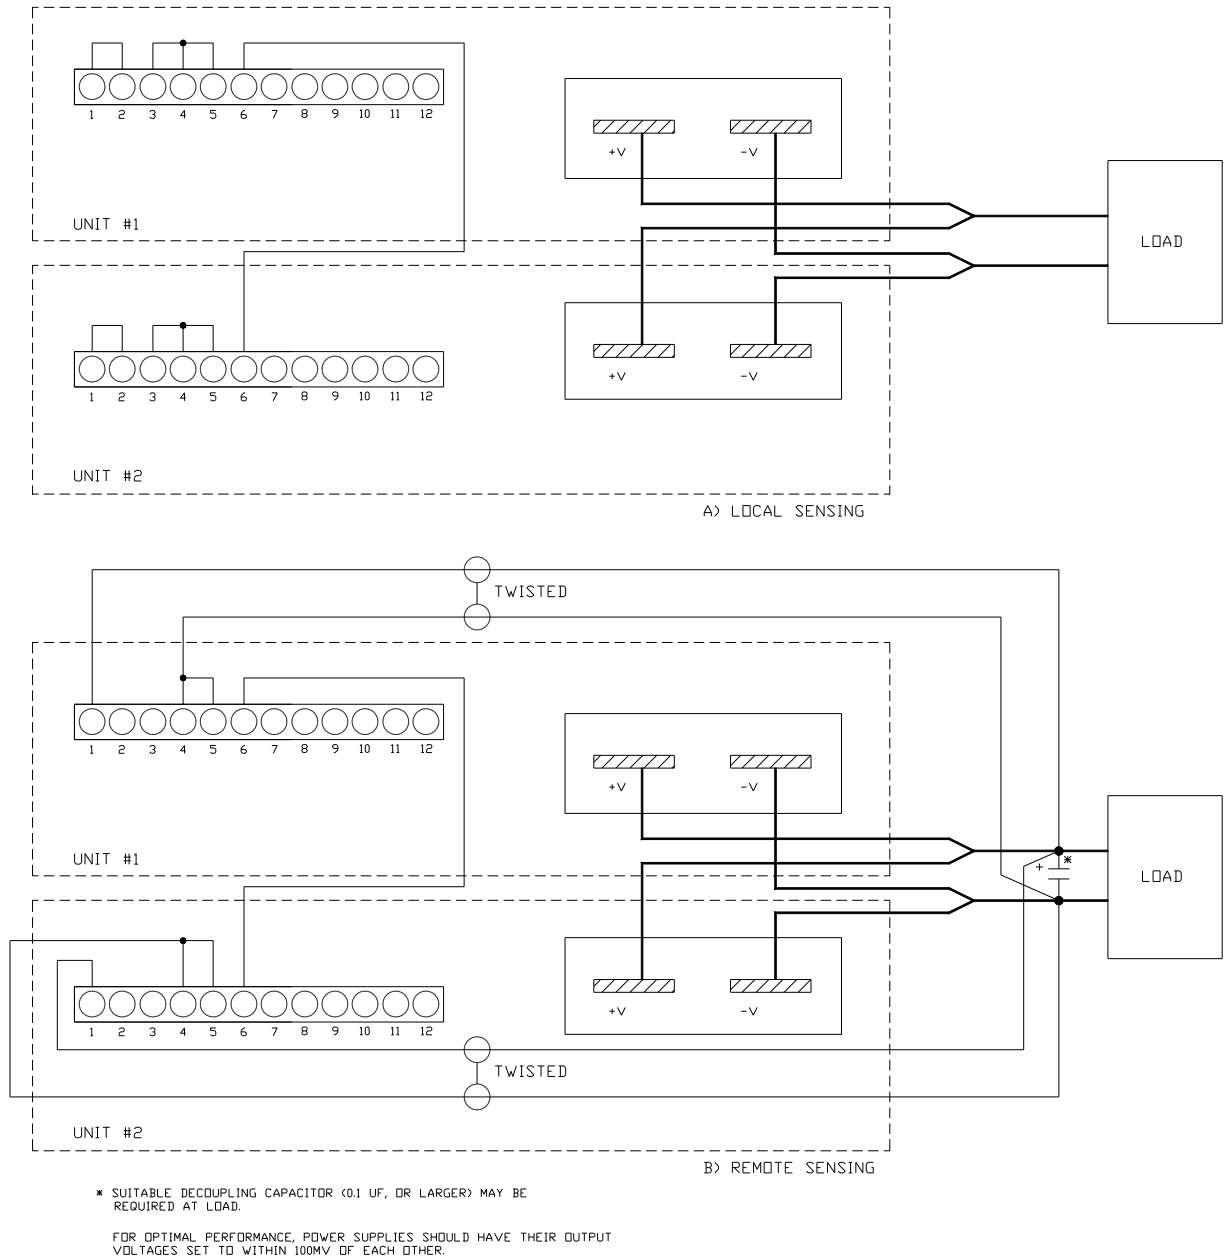 1 2 3 4 5 6 7 8 9 10 11 12
+V -V
UNIT #1
LOAD
1 2 3 4 5 6 7 8 9 10 11 12
+V -V
UNIT #2
A) LOCAL SENSING
TWISTED
1 2 3 4 5 6 7 8 9 10 11 12
+V -V
UNIT #1
+ *
LOAD
1 2 3 4 5 6 7 8 9 10 11 12
+V -V
TWISTED
UNIT #2
B) REMOTE SENSING
* SUITABLE DECOUPLING CAPACITOR (0.1 UF, OR LARGER) MAY BE
REQUIRED AT LOAD.
FOR OPTIMAL PERFORMANCE, POWER SUPPLIES SHOULD HAVE THEIR OUTPUT
VOLTAGES SET TO WITHIN 100MV OF EACH OTHER.